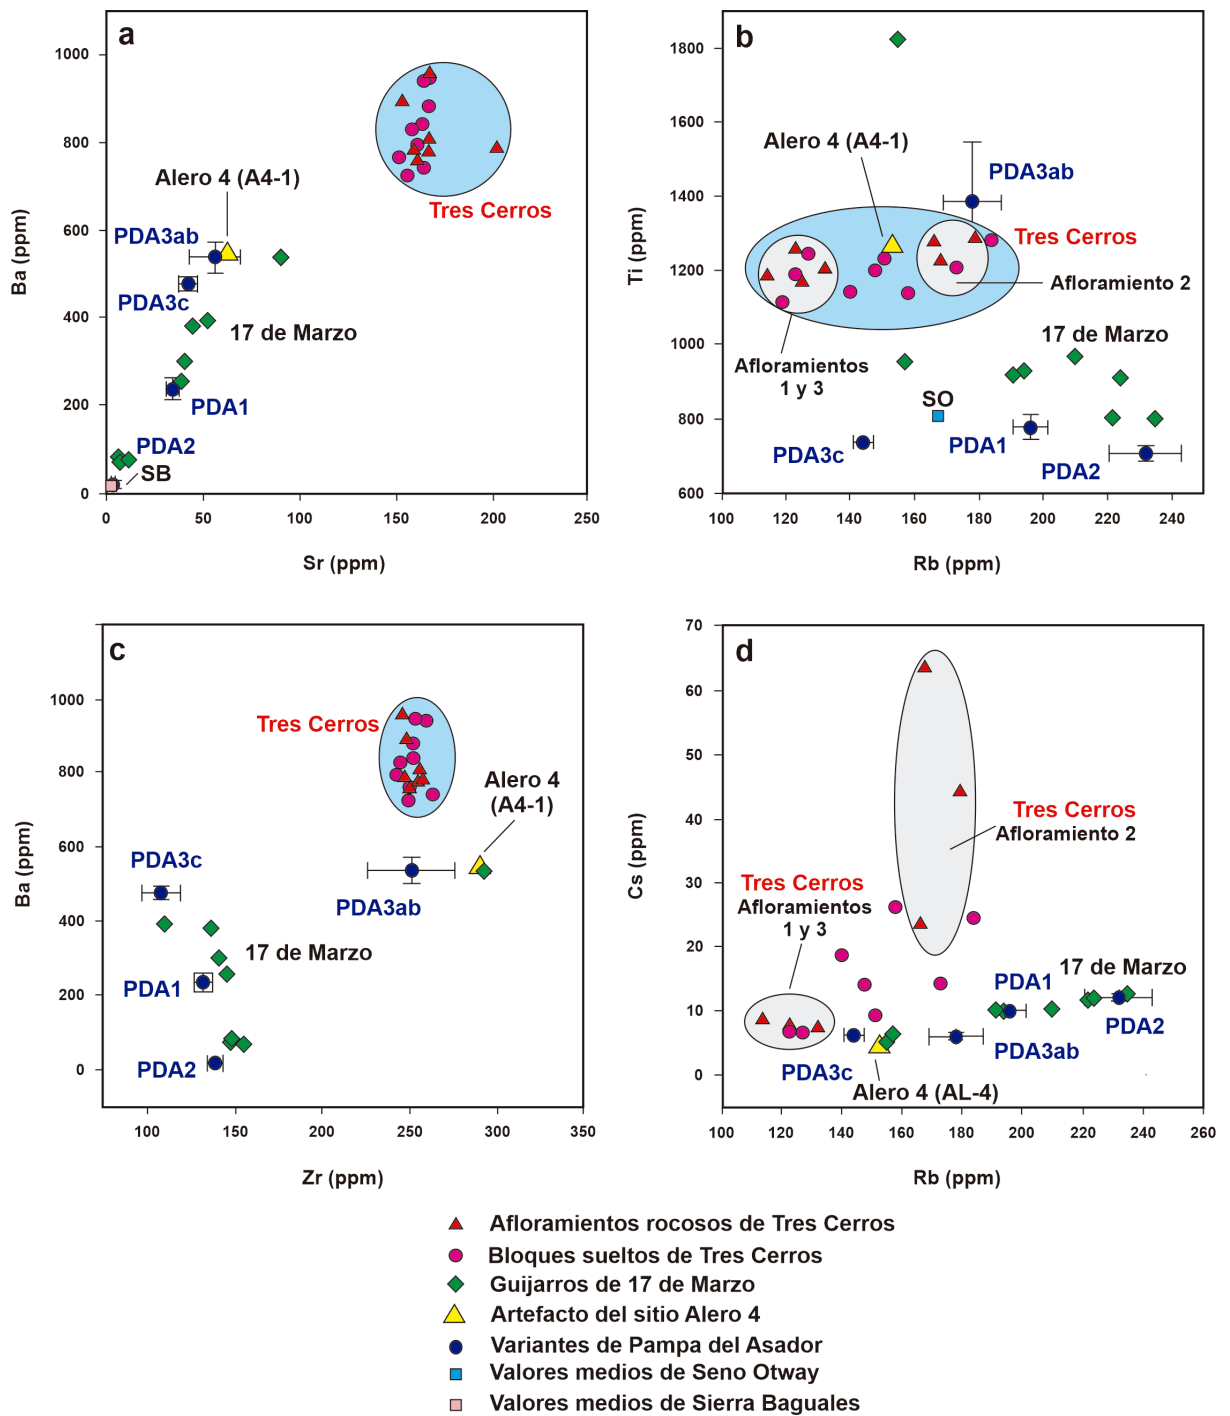 a
1000
800
600
400
200
0
0
50
100
150
200
250
Ba (ppm)
Sr (ppm)
Alero 4 (A4-1)
Tres Cerros
PDA3ab
PDA3c
17 de Marzo
PDA1
PDA2
SB
b
1800
1600
1400
1200
1000
800
600
100
120
140
160
180
200
220
240
Ti (ppm)
Rb (ppm)
Alero 4 (A4-1)
PDA3ab
Tres Cerros
Afloramiento 2
17 de Marzo
Afloramientos
1 y 3
SO
PDA3c
PDA1
PDA2
c
1000
800
600
400
200
0
100
150
200
250
300
350
Ba (ppm)
Zr (ppm)
Tres Cerros
Alero 4
(A4-1)
PDA3c
PDA3ab
17 de Marzo
PDA1
PDA2
d
70
60
50
40
30
20
10
0
100
120
140
160
180
200
220
240
260
Cs (ppm)
Rb (ppm)
Tres Cerros
Afloramiento 2
Tres Cerros
Afloramientos
1 y 3
17 de Marzo
PDA1
PDA2
PDA3ab
PDA3c
Alero 4 (AL-4)
Afloramientos rocosos de Tres Cerros
Bloques sueltos de Tres Cerros
Guijarros de 17 de Marzo
Artefacto del sitio Alero 4
Variantes de Pampa del Asador
Valores medios de Seno Otway
Valores medios de Sierra Baguales